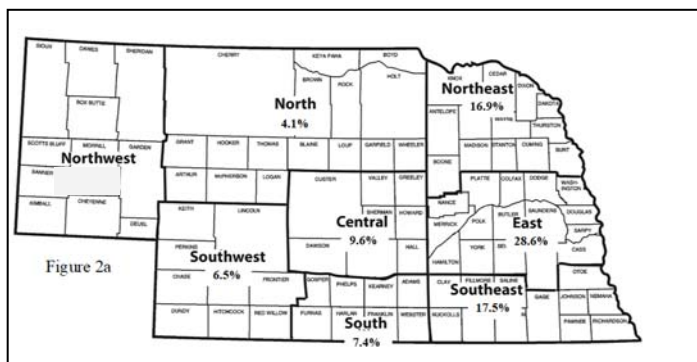 SIOUX DAWES SHERIDAN CHERRY KEYA PAHA BOYD
BROWN ROCK HOLT
KNOX CEDAR DIXON
Northeast
16.9%
DAKOTA
North
4.1%
BOX BUTTE
ANTELOPE
THURSTON
SCOTTS BLUFF MORRILL GARDEN
GRANT HOOKER THOMAS BLAINE LOUP GARFIELD WHEELER
MADISON STANTON CUMING BURT
BOONE
Northwest
BANNER
ARTHUR McPHERSON LOGAN CUSTER VALLEY GREELEY
PLATTE COLFAX DODGE WASH-
INGTON
NANCE
KIMBALL CHEYENNE
DEUEL
KEITH LINCOLN
SHERMAN HOWARD
MERRICK POLK BUTLER SAUNDERS DOUGLAS
SARPY
Central
9.6%
East
28.6%
DAWSON HALL
HAMILTON YORK CASS
PERKINS
Figure 2a
Southwest
6.5%
OTOE
CHASE FRONTIER GOSPER PHELPS KEARNEY ADAMS CLAY FILLMORE SALINE
Southeast
17.5%
GAGE JOHNSON NEMAHA
DUNDY HITCHCOCK RED WILLOW FURNAS HARLAN FRANKLIN WEBSTER NUCKOLLS
PAWNEE RICHARDSON
South
7.4%